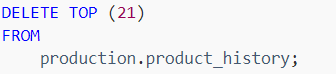 DELETE TOP (21)
FROM
    production.product_history;